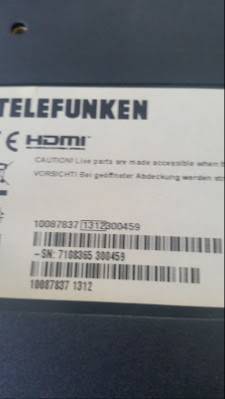 TELEFUNKEN
CE HDMI
CAUTION! Live parts are made accessible when
VORSICHT! Bei geöffneter Abdeckung werden
10087837 1312 300459
-SN: 7108365 300459
10087837 1312